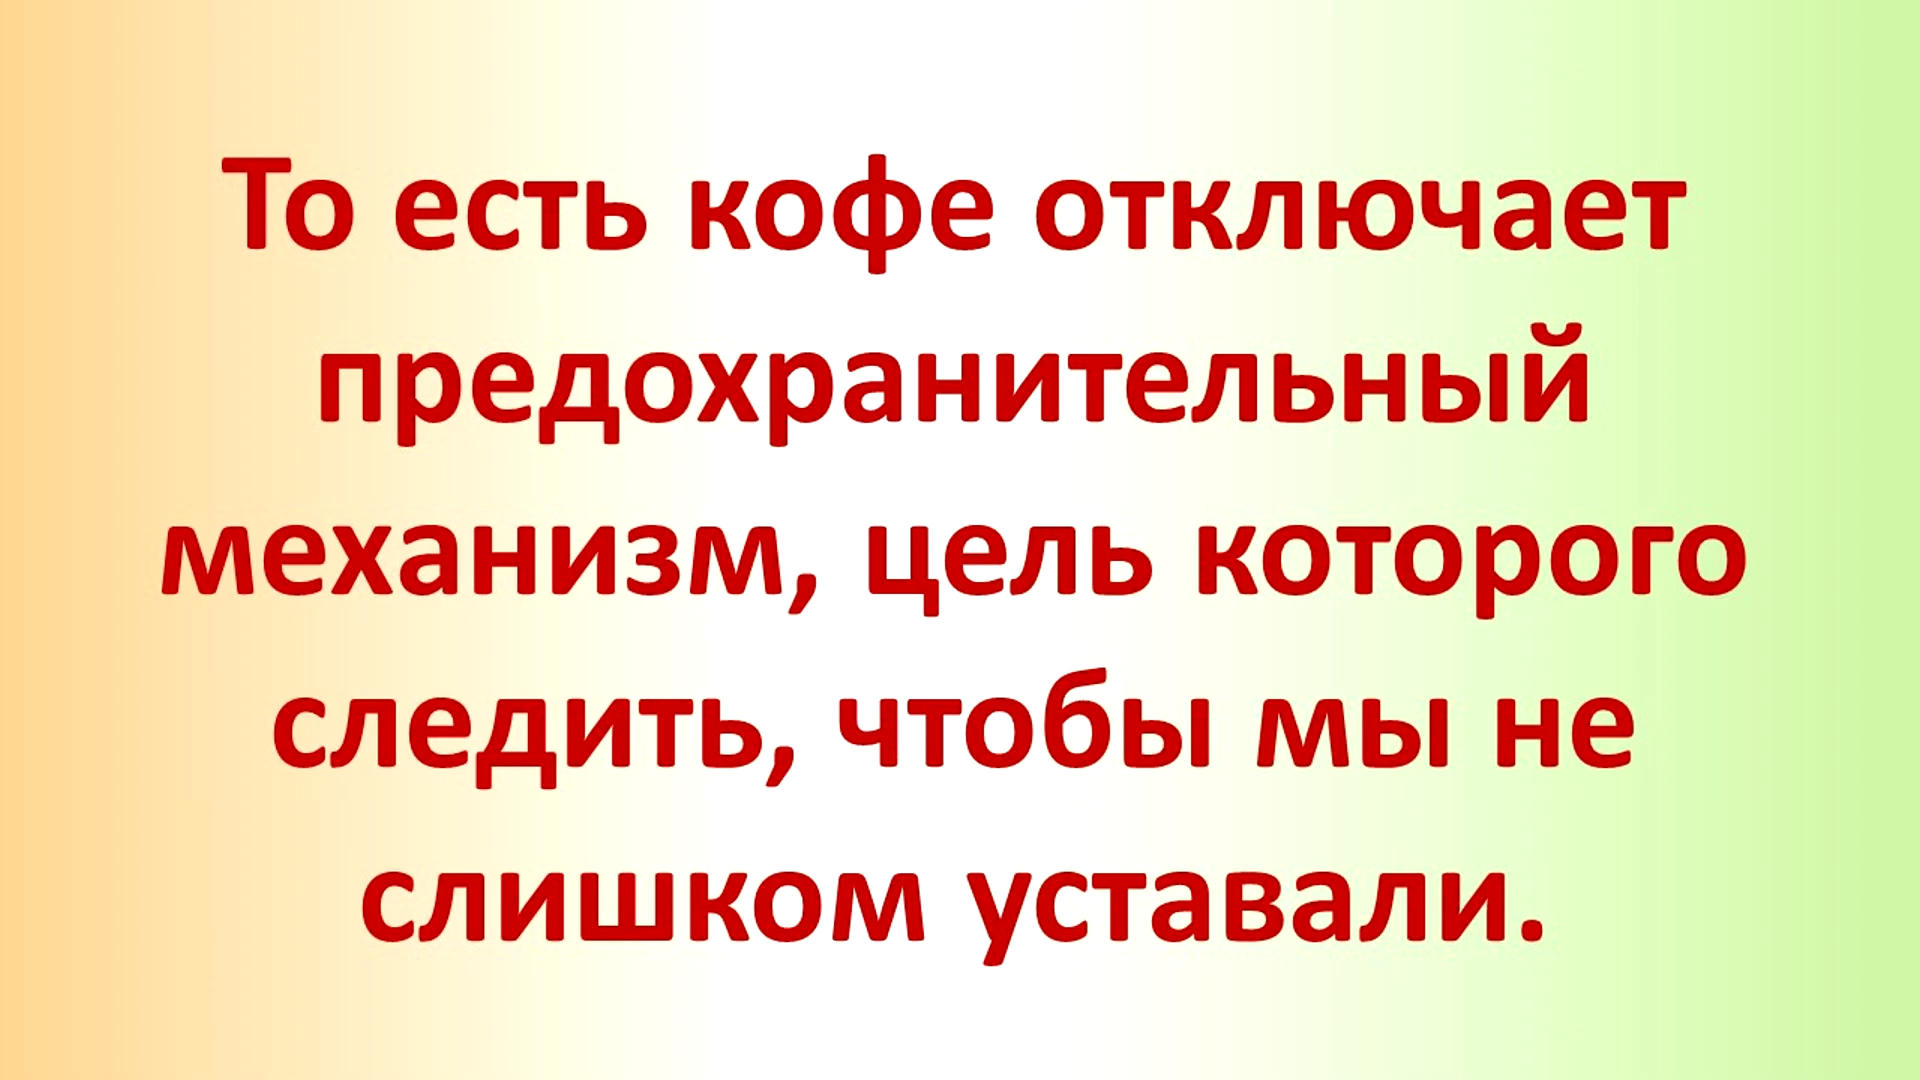 То есть кофе отключает
предохранительный
механизм, цель которого
следить, чтобы мы не
слишком уставали.